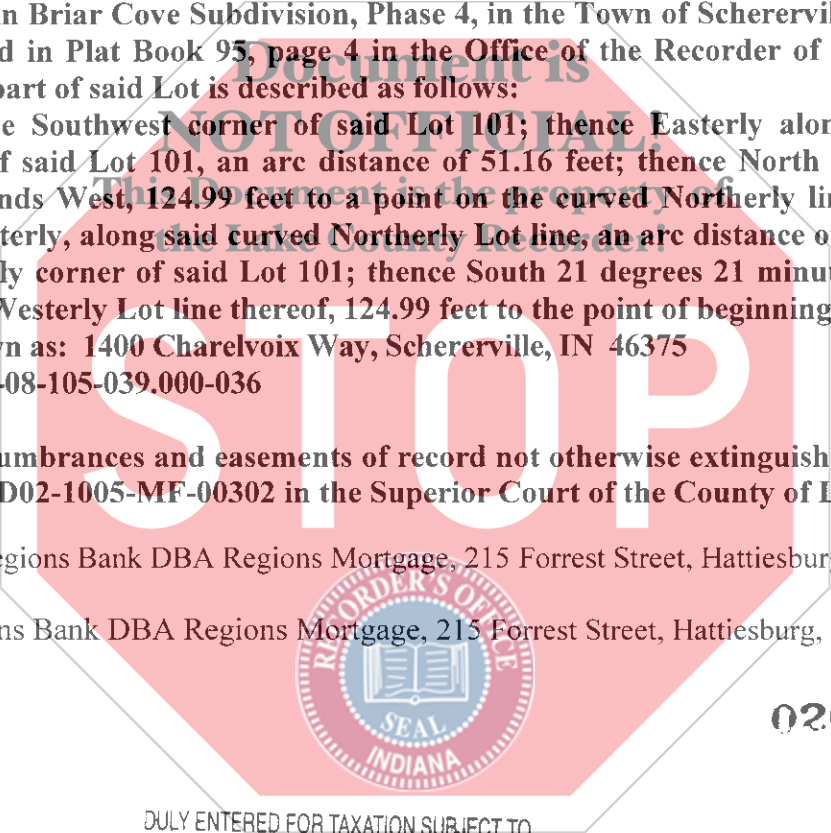 n Briar Cove Subdivision, Phase 4, in the Town of Scherervil
d in Plat Book 95, page 4 in the Office of the Recorder of
part of said Lot is described as follows:
e Southwest corner of said Lot 101; thence Easterly alon
f said Lot 101, an arc distance of 51.16 feet; thence North
nds West, 124.99 feet to a point on the curved Northerly lin
terly, along said curved Northerly Lot line, an arc distance o
ly corner of said Lot 101; thence South 21 degrees 21 minu
Westerly Lot line thereof, 124.99 feet to the point of beginning
n as: 1400 Charelvoix Way, Schererville, IN 46375
-08-105-039.000-036
umbrances and easements of record not otherwise extinguish
D02-1005-MF-00302 in the Superior Court of the County of L
egions Bank DBA Regions Mortgage, 215 Forrest Street, Hattiesburg
ns Bank DBA Regions Mortgage, 215 Forrest Street, Hattiesburg,
02
DULY ENTERED FOR TAXATION SUBJECT TO
Document is
NOT OFFICIAL!
This Document is the property of
the Lake County Recorder!
STOP
RECORDER'S OFFICE
SEAL
INDIANA